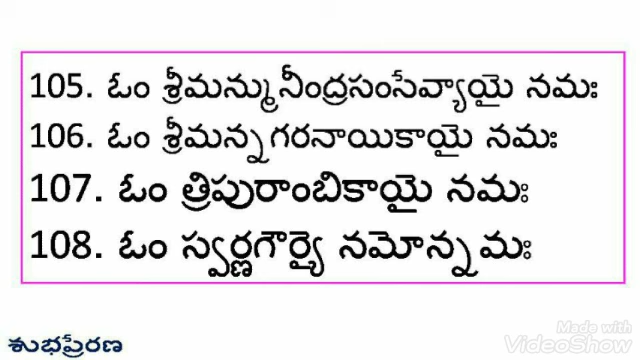 105. ఓం శ్రీమన్ముునీంద్రసంసేవ్యాయై నమః
106. ఓం శ్రీమన్నగరనాయికాయై నమః
107. ఓం త్రిపురాంబికాయై నమః
108. ఓం స్వర్ణగౌర్యై నమోన్నమః
శుభప్రేరణ
Made with
VideoShow